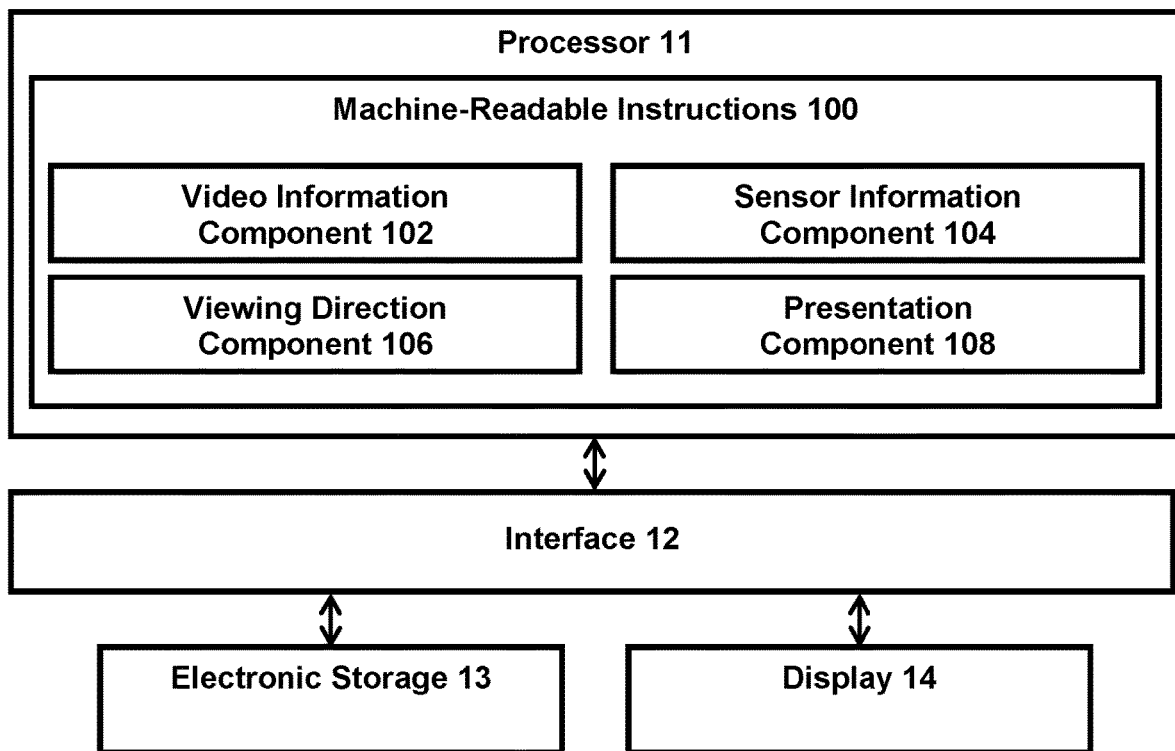 Processor 11
Machine-Readable Instructions 100
Video Information
Component 102
Sensor Information
Component 104
Viewing Direction
Component 106
Presentation
Component 108
Interface 12
Electronic Storage 13
Display 14